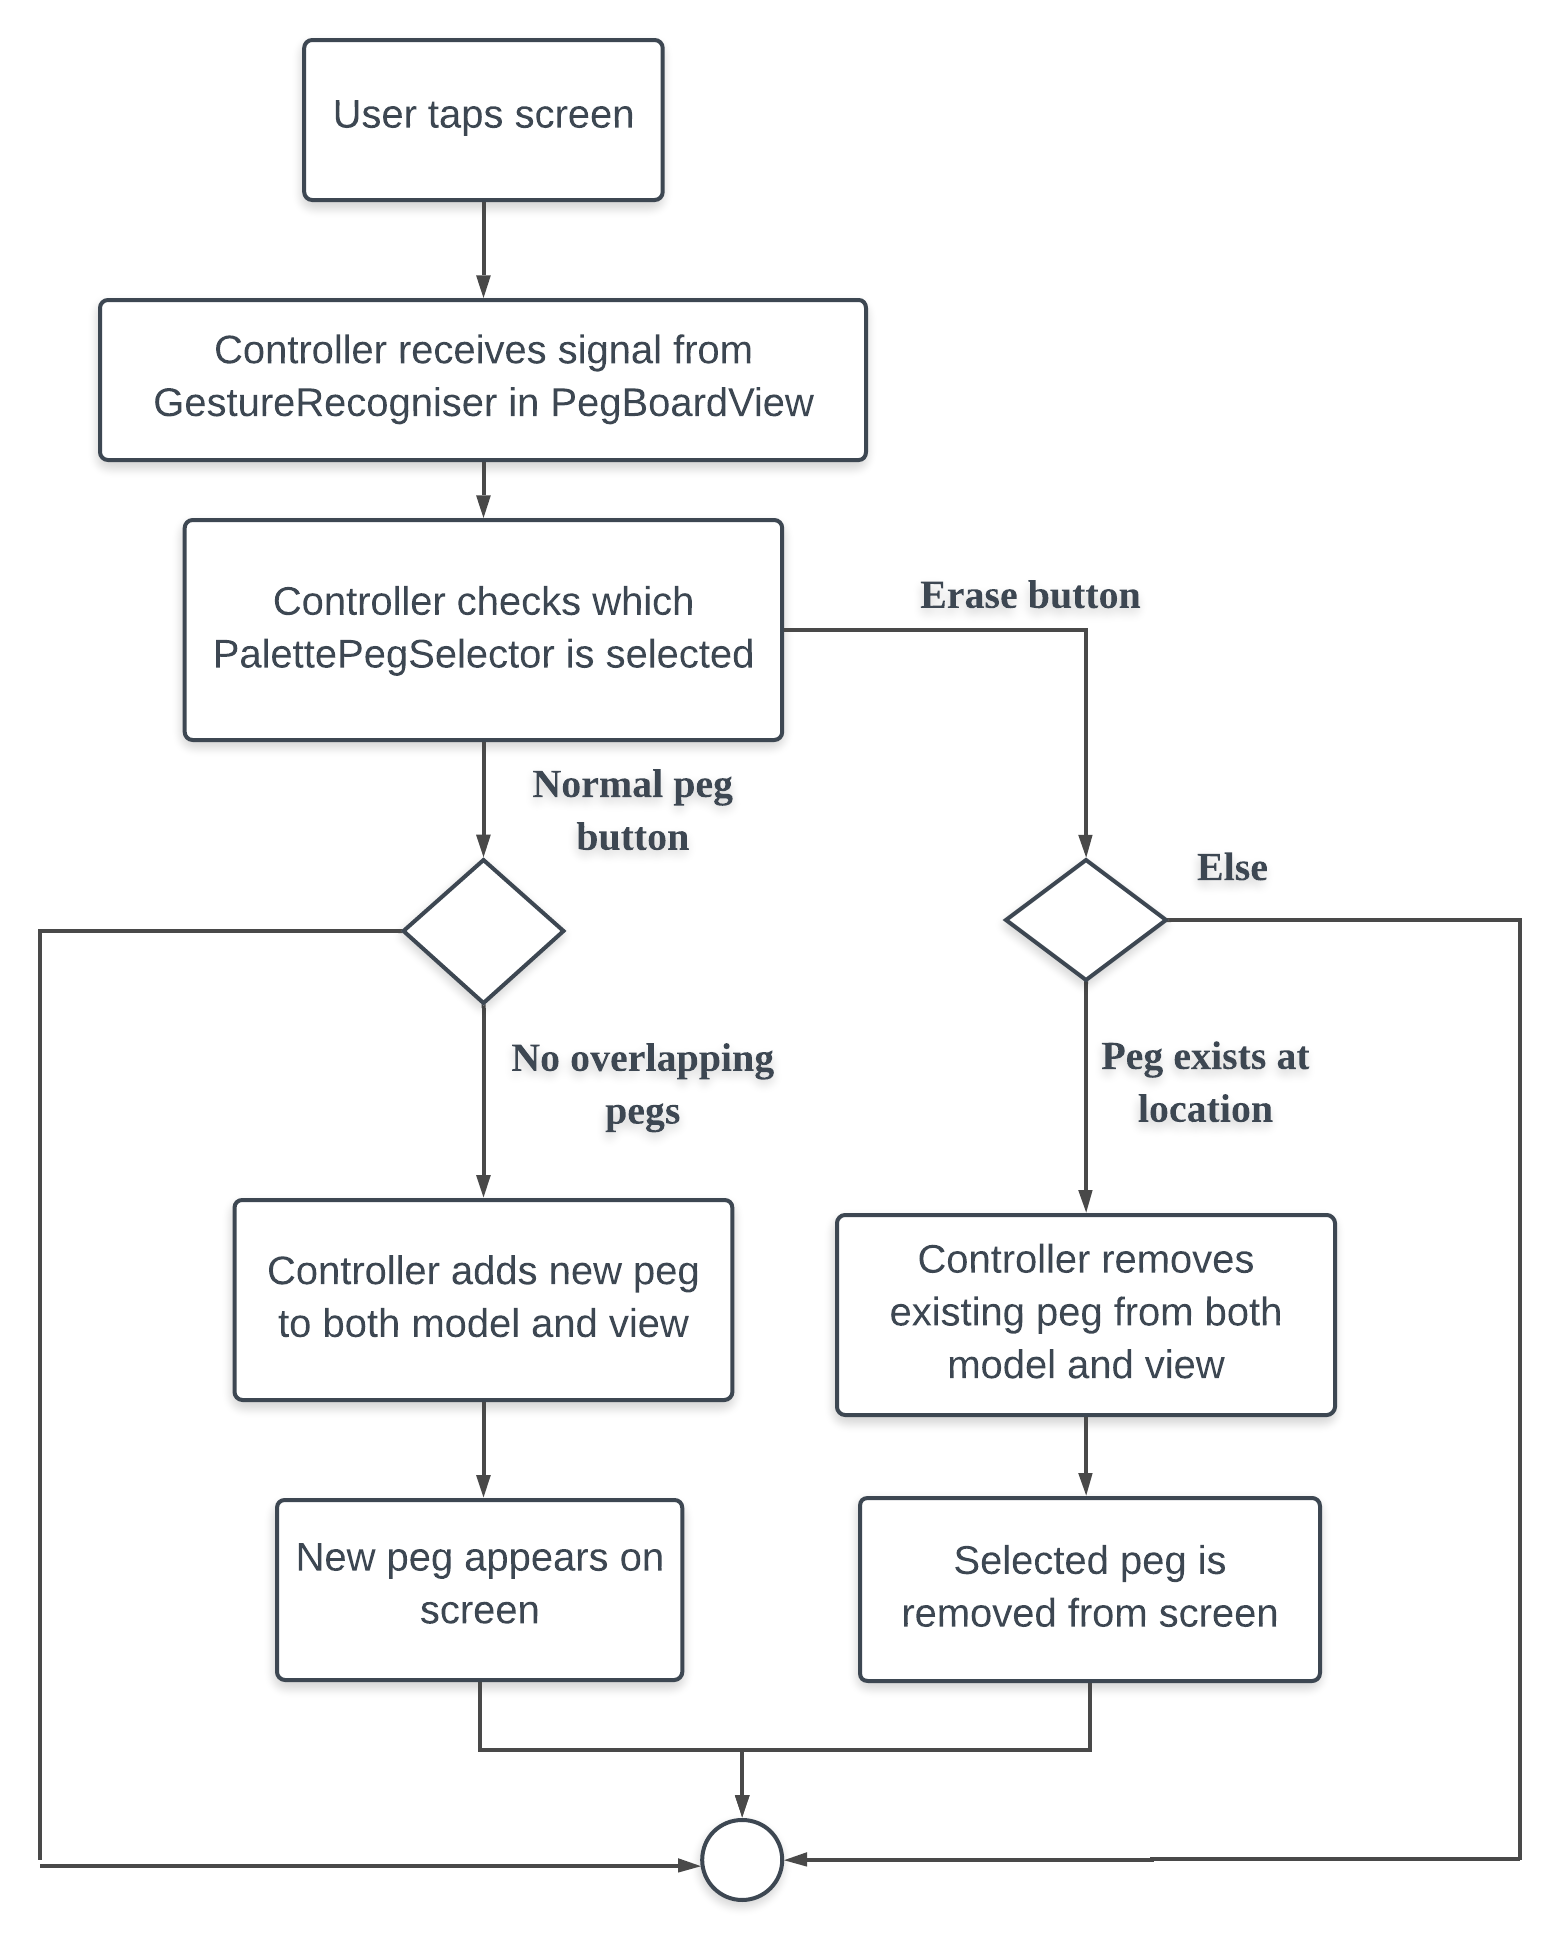 User taps screen
Controller receives signal from
GestureRecogniser in PegBoardView
Controller checks which
PalettePegSelector is selected
Erase button
Normal peg
button
Else
No overlapping
pegs
Peg exists at
location
Controller adds new peg
to both model and view
Controller removes
existing peg from both
model and view
New peg appears on
screen
Selected peg is
removed from screen